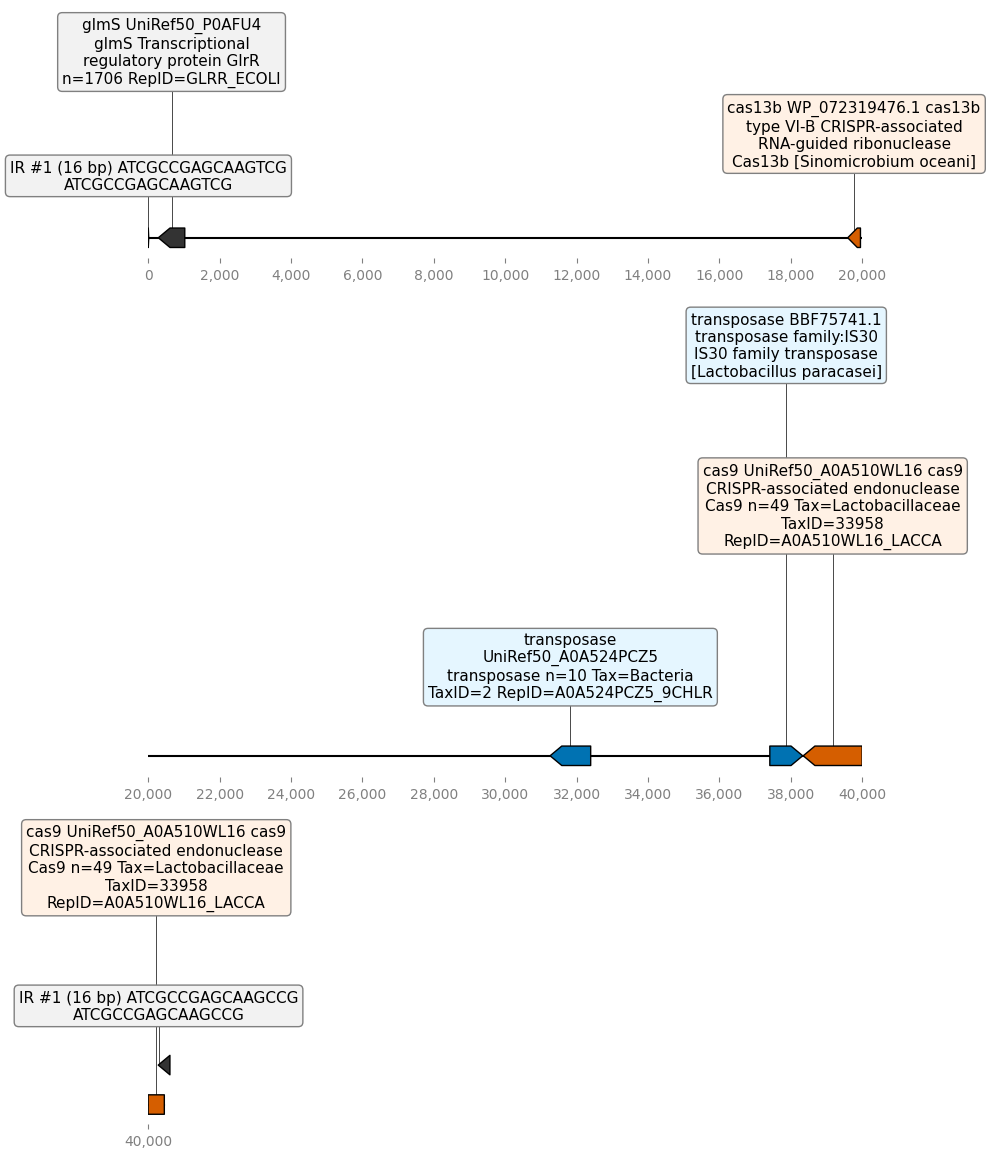 glmS UniRef50_P0AFU4
glmS Transcriptional
regulatory protein GlrR
n=1706 RepID=GLRR_ECOLI
cas13b WP_072319476.1 cas13b
type VI-B CRISPR-associated
RNA-guided ribonuclease
Cas13b [Sinomicrobium oceani]
IR #1 (16 bp) ATCGCCGAGCAAGTCG
ATCGCCGAGCAAGTCG
0
2,000
4,000
6,000
8,000
10,000
12,000
14,000
16,000
18,000
20,000
transposase BBF75741.1
transposase family:IS30
IS30 family transposase
[Lactobacillus paracasei]
cas9 UniRef50_A0A510WL16 cas9
CRISPR-associated endonuclease
Cas9 n=49 Tax=Lactobacillaceae
TaxID=33958
RepID=A0A510WL16_LACCA
transposase
UniRef50_A0A524PCZ5
transposase n=10 Tax=Bacteria
TaxID=2 RepID=A0A524PCZ5_9CHLR
20,000
22,000
24,000
26,000
28,000
30,000
32,000
34,000
36,000
38,000
40,000
cas9 UniRef50_A0A510WL16 cas9
CRISPR-associated endonuclease
Cas9 n=49 Tax=Lactobacillaceae
TaxID=33958
RepID=A0A510WL16_LACCA
IR #1 (16 bp) ATCGCCGAGCAAGCCG
ATCGCCGAGCAAGCCG
40,000